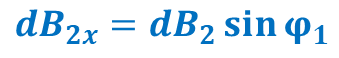 dB₂ₓ = dB₂ sin φ₁